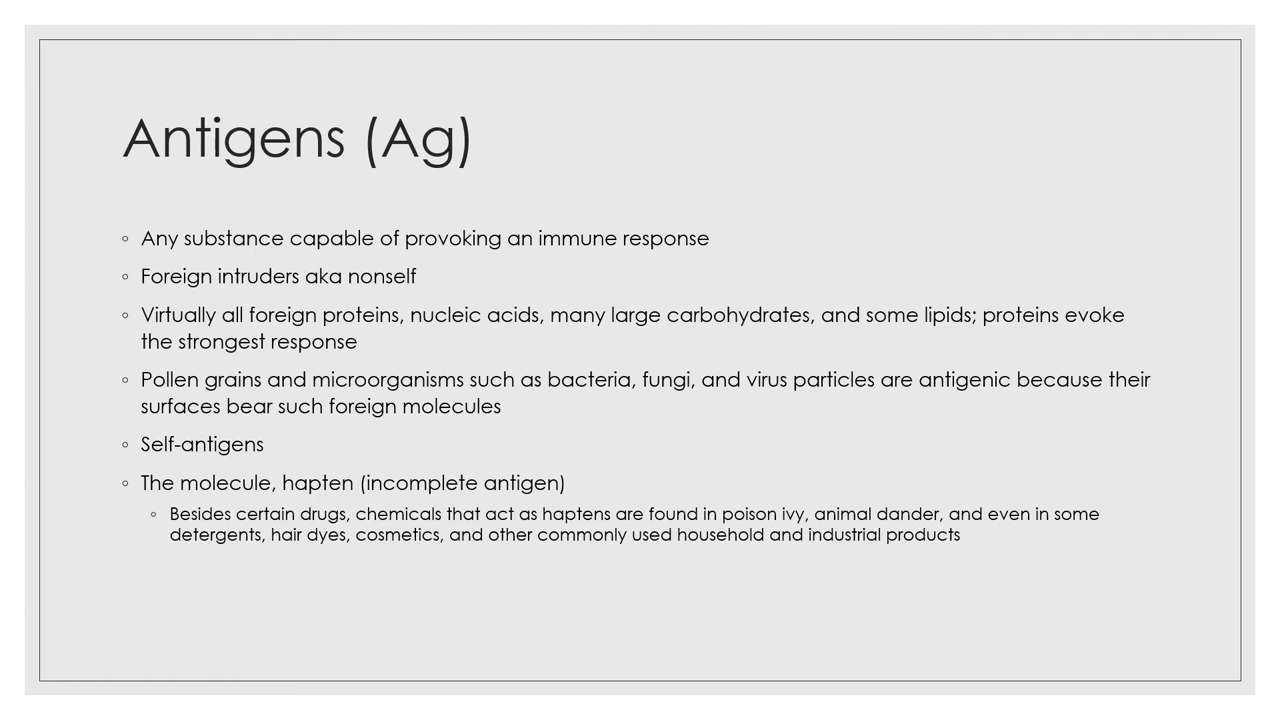 Antigens (Ag)
◦ Any substance capable of provoking an immune response
◦ Foreign intruders aka nonself
◦ Virtually all foreign proteins, nucleic acids, many large carbohydrates, and some lipids; proteins evoke
the strongest response
◦ Pollen grains and microorganisms such as bacteria, fungi, and virus particles are antigenic because their
surfaces bear such foreign molecules
◦ Self-antigens
◦ The molecule, hapten (incomplete antigen)
◦ Besides certain drugs, chemicals that act as haptens are found in poison ivy, animal dander, and even in some
detergents, hair dyes, cosmetics, and other commonly used household and industrial products